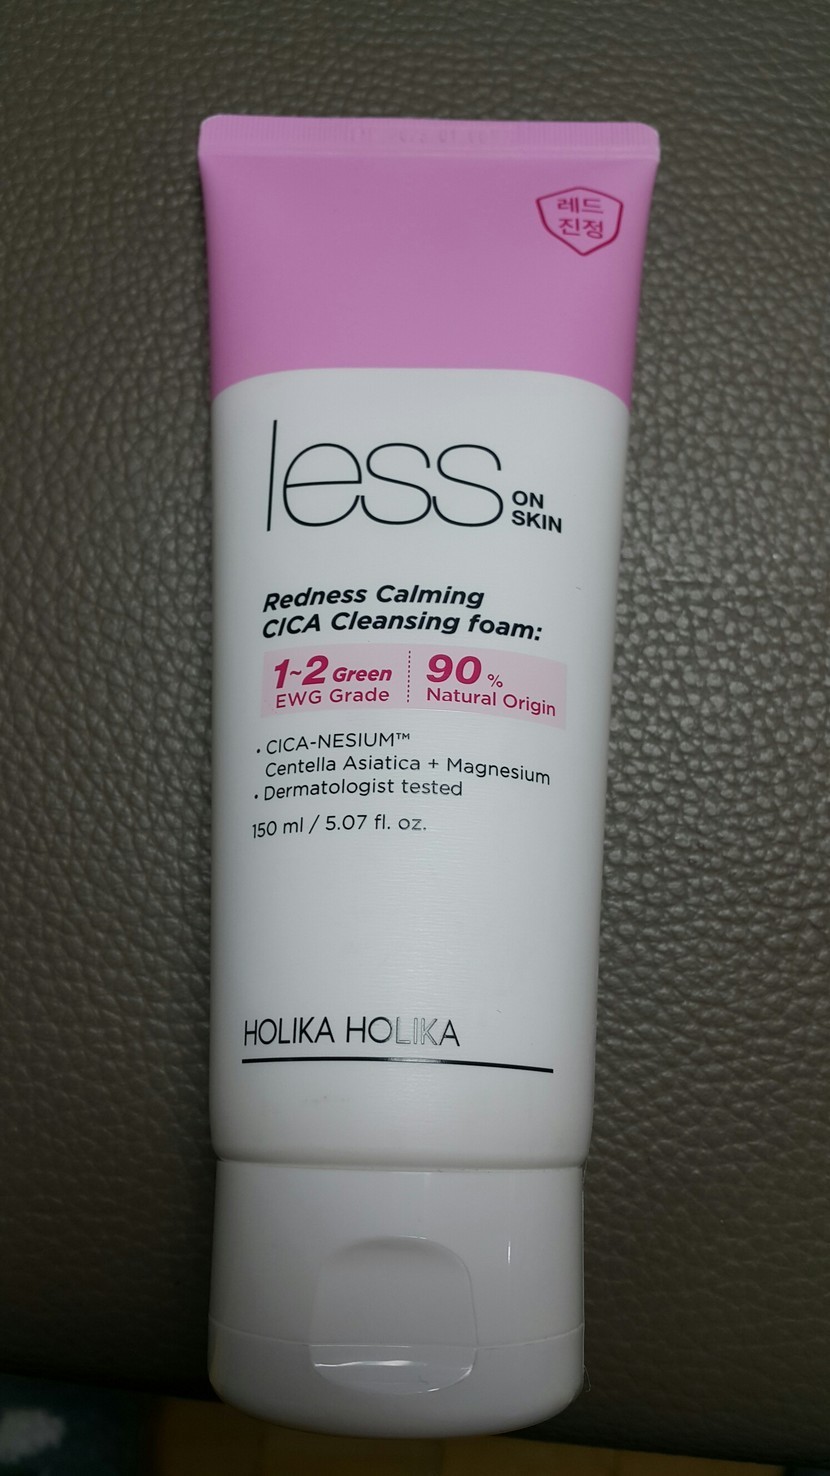 레드
진정
less ON
SKIN
Redness Calming
CICA Cleansing foam:
1~2 Green
EWG Grade
90 %
Natural Origin
• CICA-NESIUM™
Centella Asiatica + Magnesium
• Dermatologist tested
150 ml / 5.07 fl. oz.
HOLIKA HOLIKA